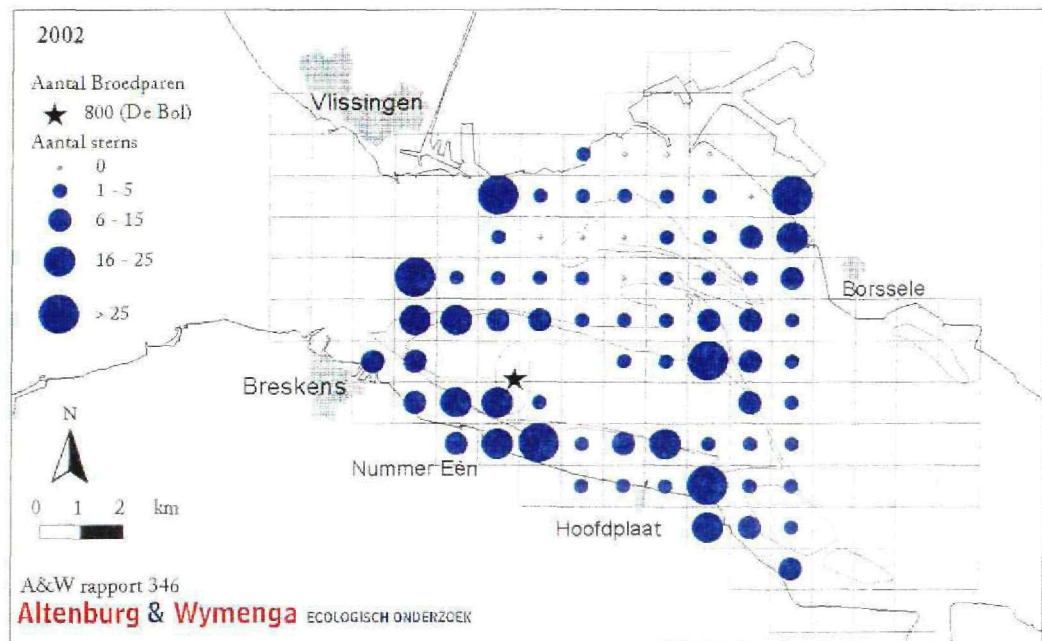 2002
Aantal Broedparen
★ 800 (De Bol)
Aantal sterns
0
1 - 5
6 - 15
16 - 25
> 25
Vlissingen
Borssele
Breskens
Nummer Eén
Hoofdplaat
N
0 1 2 km
A&W rapport 346
Altenburg & Wymenga ECOLOGISCH ONDERZOEK